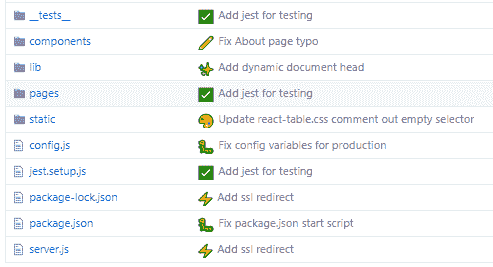 __tests__ Add jest for testing
components Fix About page typo
lib Add dynamic document head
pages Add jest for testing
static Update react-table.css comment out empty selector
config.js Fix config variables for production
jest.setup.js Add jest for testing
package-lock.json Add ssl redirect
package.json Fix package.json start script
server.js Add ssl redirect